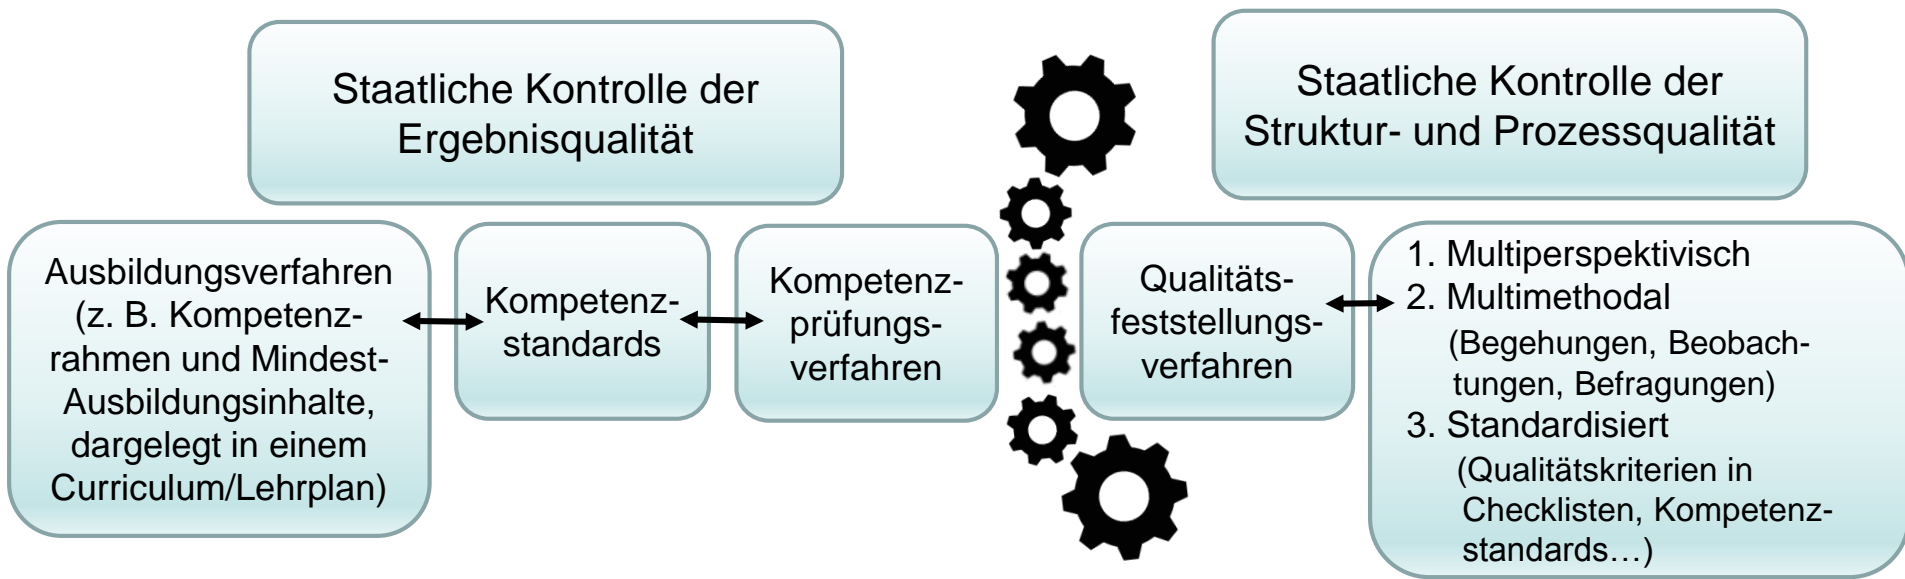 Staatliche Kontrolle der
Ergebnisqualität
Staatliche Kontrolle der
Struktur- und Prozessqualität
Ausbildungsverfahren
(z. B. Kompetenz-
rahmen und Mindest-
Ausbildungsinhalte,
dargelegt in einem
Curriculum/Lehrplan)
Kompetenz-
standards
Kompetenz-
prüfungs-
verfahren
Qualitäts-
feststellungs-
verfahren
1. Multiperspektivisch
2. Multimethodal
(Begehungen, Beobach-
tungen, Befragungen)
3. Standardisiert
(Qualitätskriterien in
Checklisten, Kompetenz-
standards…)